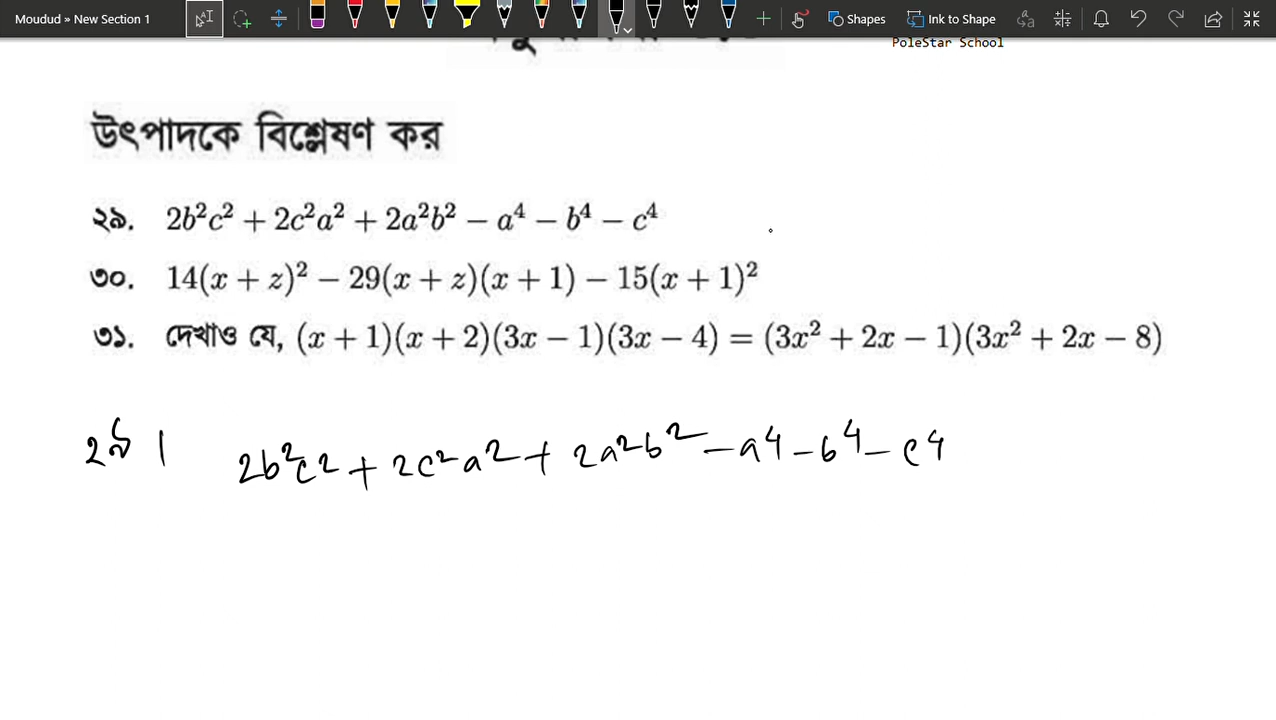 Moudud » New Section 1
Shapes
Ink to Shape
PoleStar School
উৎপাদকে বিশ্লেষণ কর
২৯. 2b²c² + 2c²a² + 2a²b² − a⁴ − b⁴ − c⁴
৩০. 14(x + z)² − 29(x + z)(x + 1) − 15(x + 1)²
৩১. দেখাও যে, (x + 1)(x + 2)(3x − 1)(3x − 4) = (3x² + 2x − 1)(3x² + 2x − 8)
২৯। 2b²c² + 2c²a² + 2a²b² − a⁴ − b⁴ − c⁴